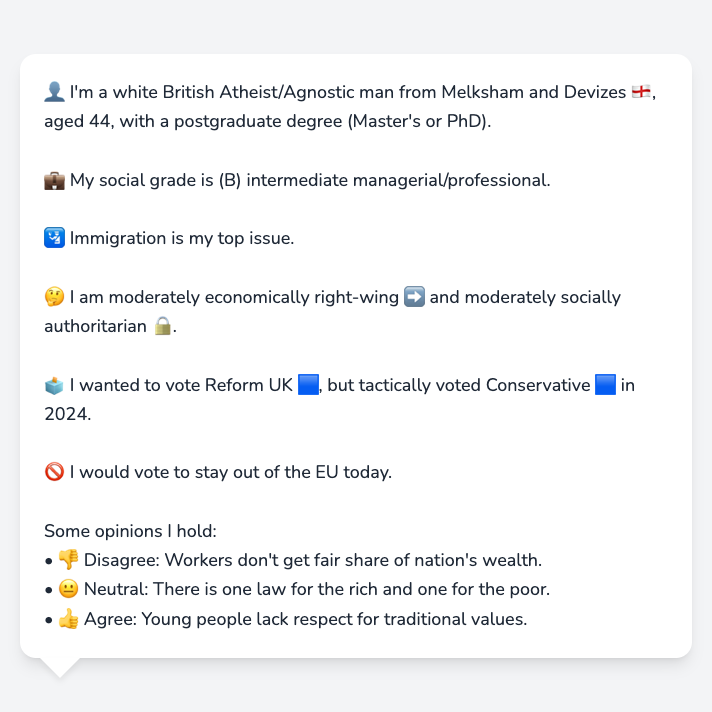 👤 I'm a white British Atheist/Agnostic man from Melksham and Devizes 🏴󠁧󠁢󠁥󠁮󠁧󠁿,
aged 44, with a postgraduate degree (Master's or PhD).
💼 My social grade is (B) intermediate managerial/professional.
🛂 Immigration is my top issue.
🤔 I am moderately economically right-wing ➡️ and moderately socially
authoritarian 🔒.
🗳️ I wanted to vote Reform UK 🟦, but tactically voted Conservative 🟦 in
2024.
🚫 I would vote to stay out of the EU today.
Some opinions I hold:
• 👎 Disagree: Workers don't get fair share of nation's wealth.
• 😐 Neutral: There is one law for the rich and one for the poor.
• 👍 Agree: Young people lack respect for traditional values.